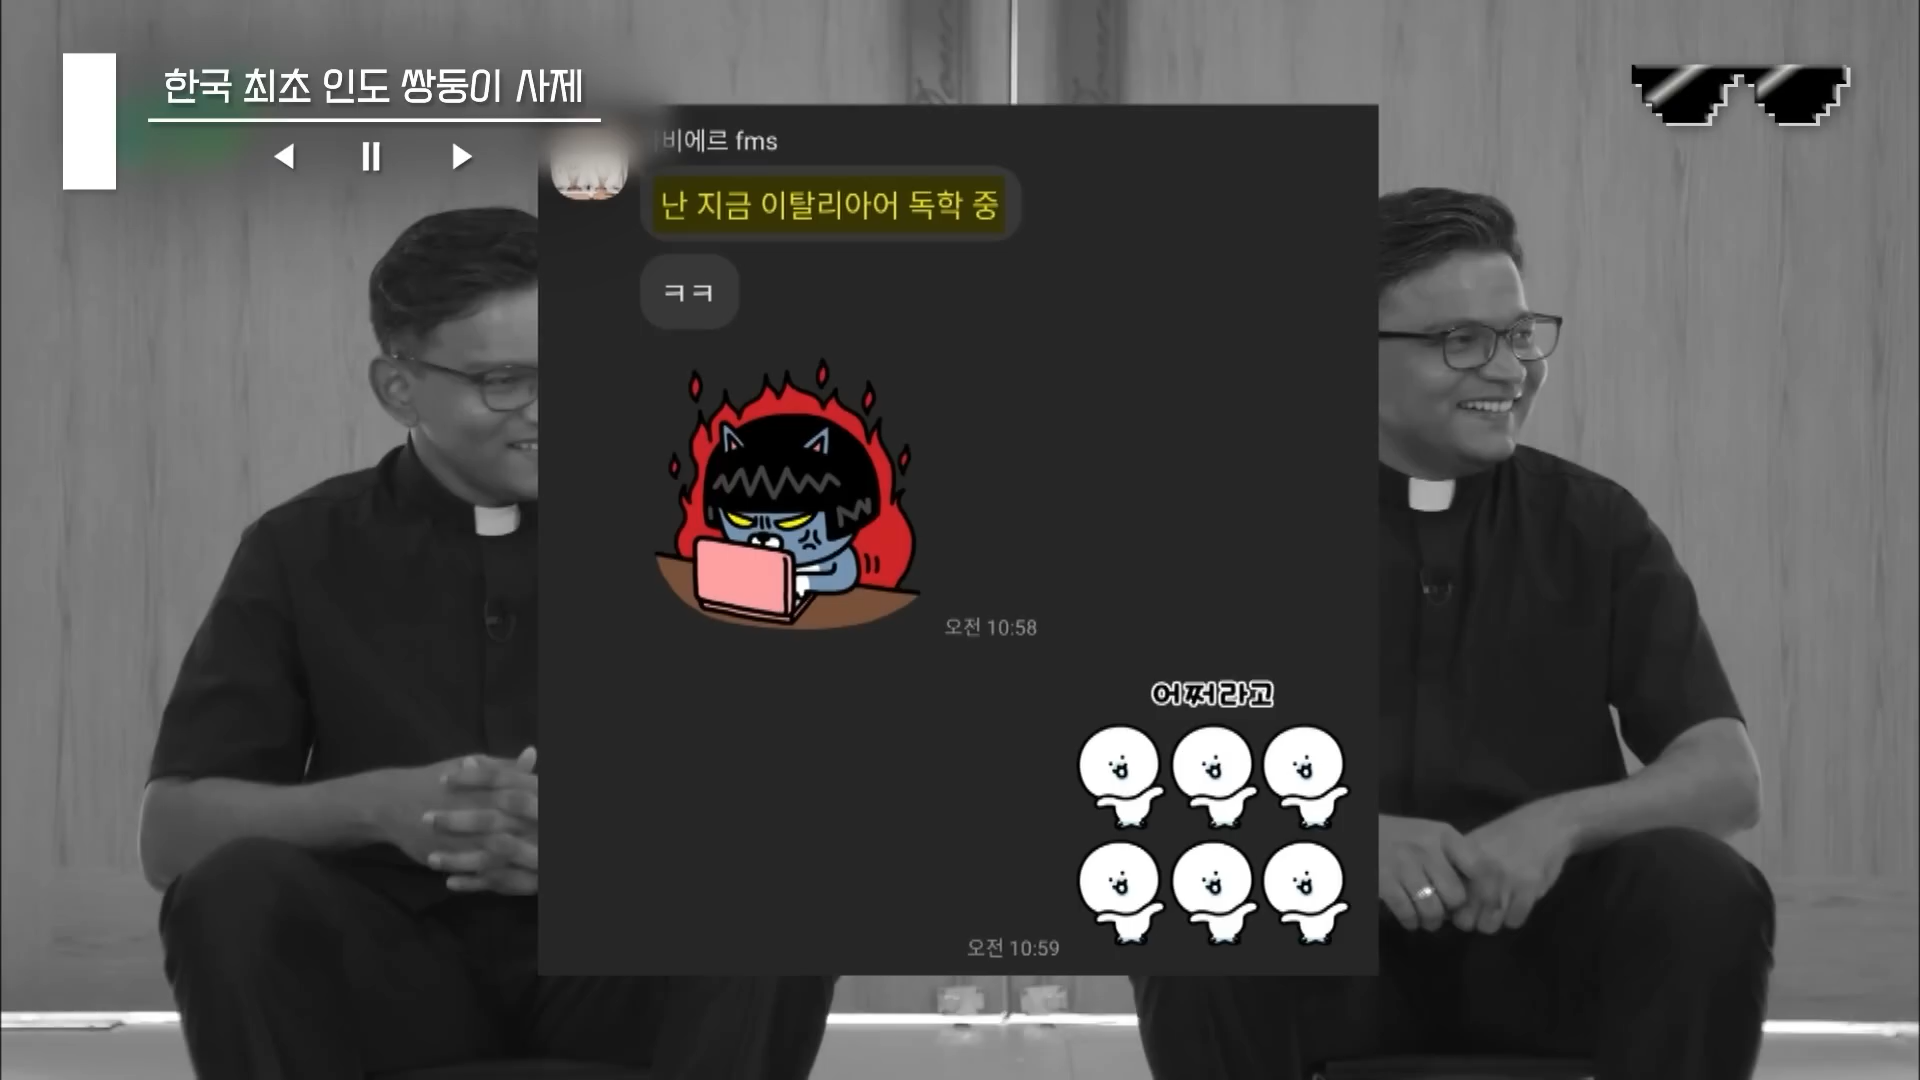 한국 최초 인도 쌍둥이 사제
비에르 fms
난 지금 이탈리아어 독학 중
ㅋㅋ
오전 10:58
어쩌라고
오전 10:59